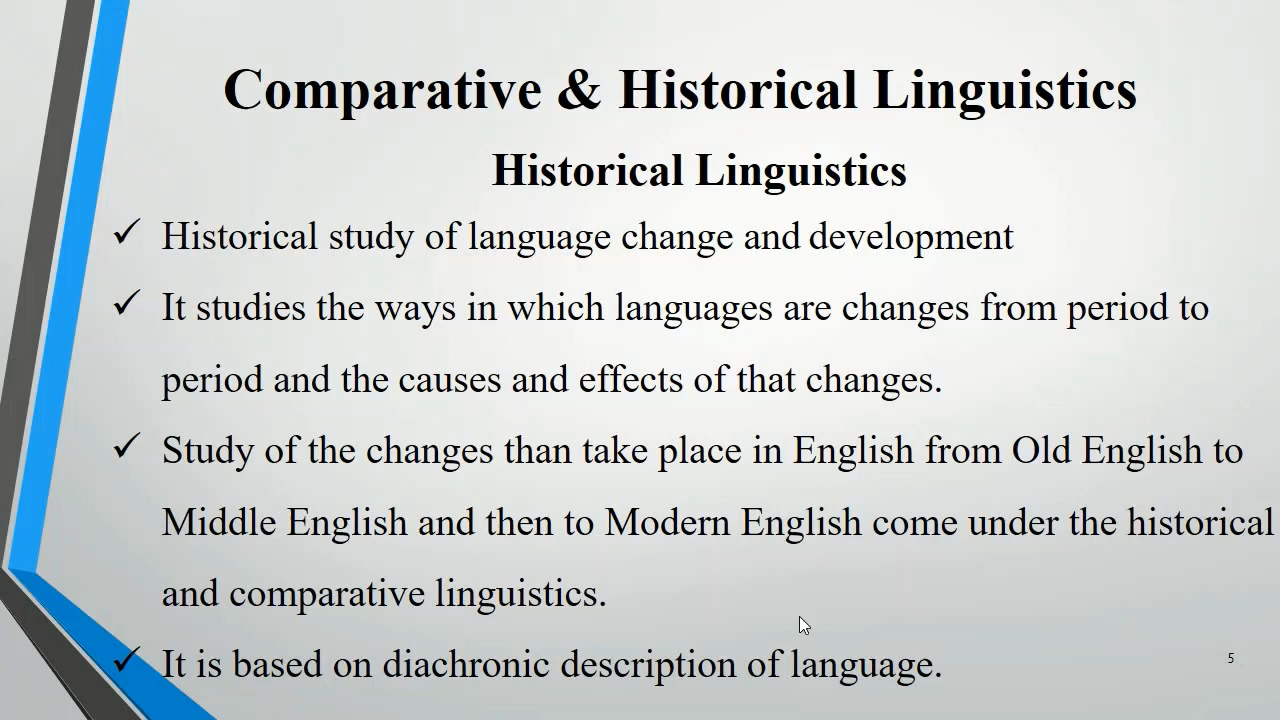 Comparative & Historical Linguistics
Historical Linguistics
✓ Historical study of language change and development
✓ It studies the ways in which languages are changes from period to
period and the causes and effects of that changes.
✓ Study of the changes than take place in English from Old English to
Middle English and then to Modern English come under the historical
and comparative linguistics.
✓ It is based on diachronic description of language.
5